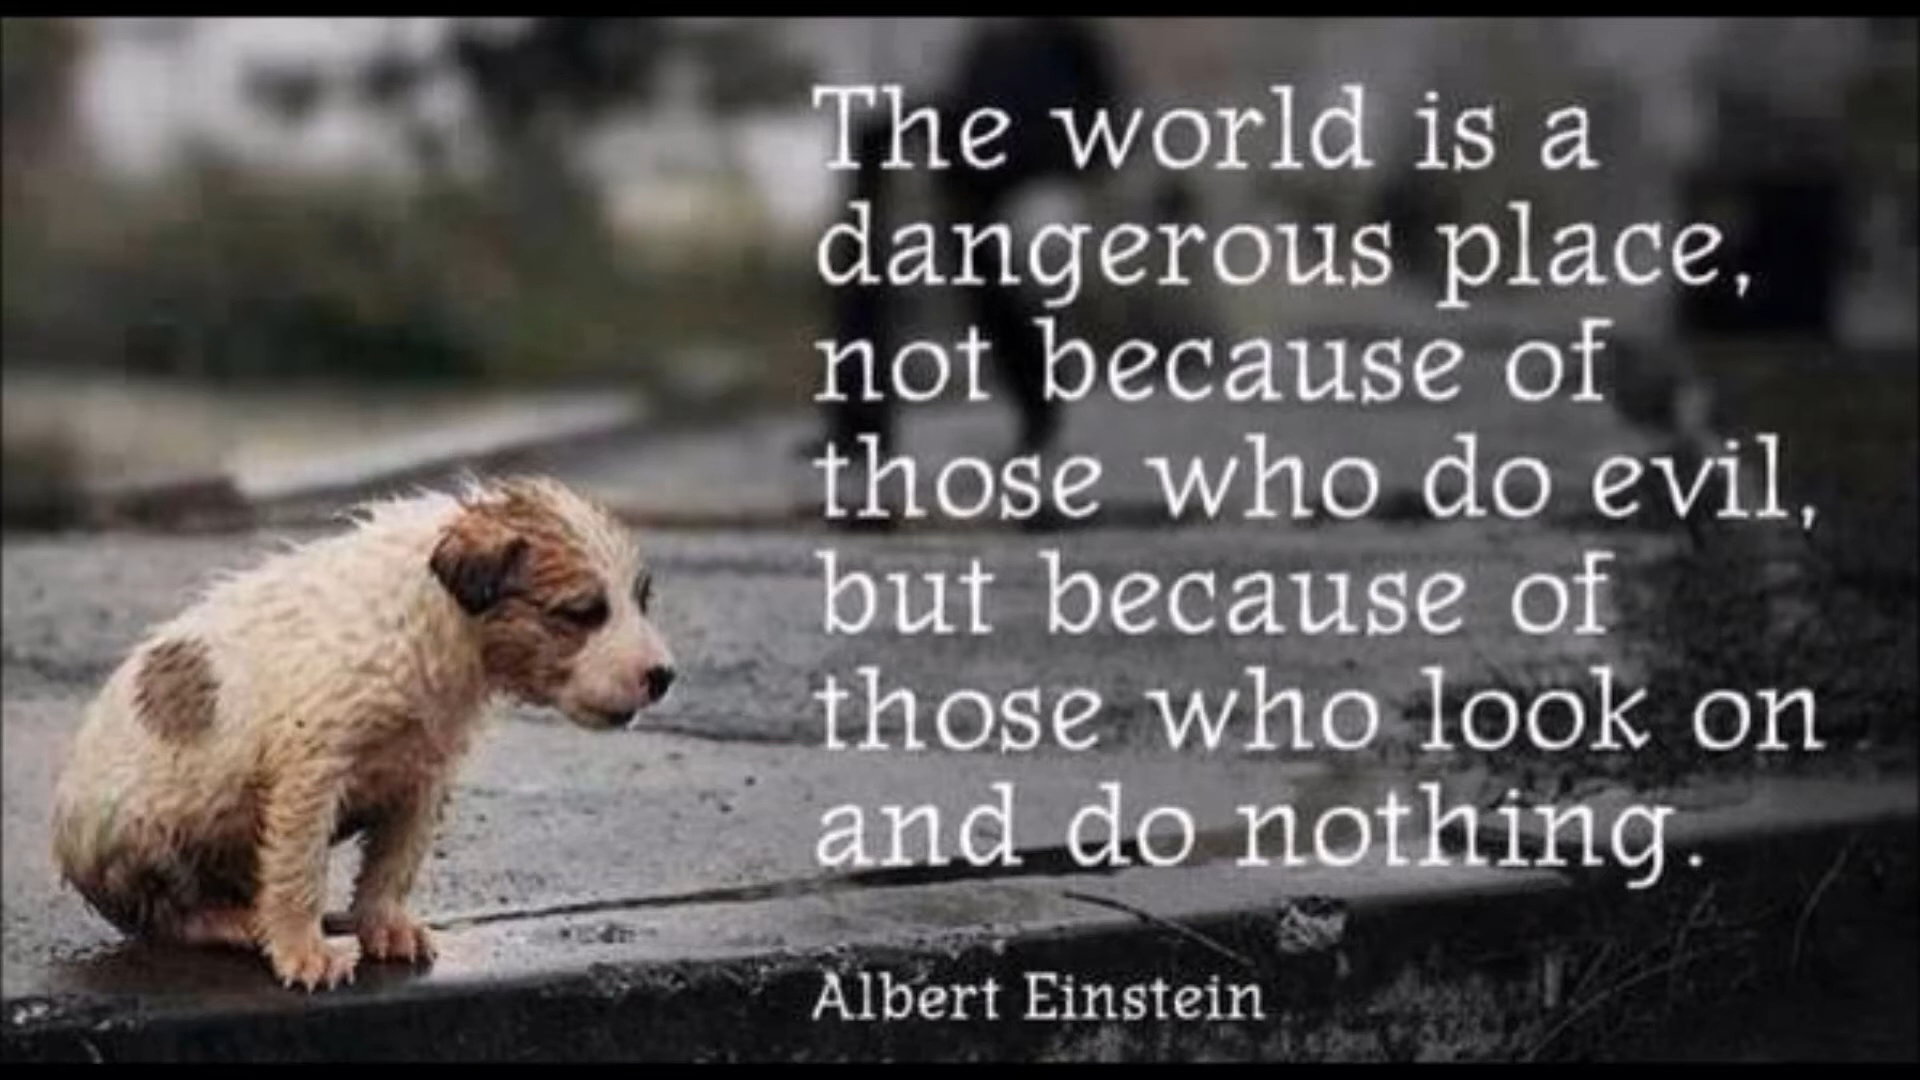 The world is a
dangerous place,
not because of
those who do evil,
but because of
those who look on
and do nothing.
Albert Einstein